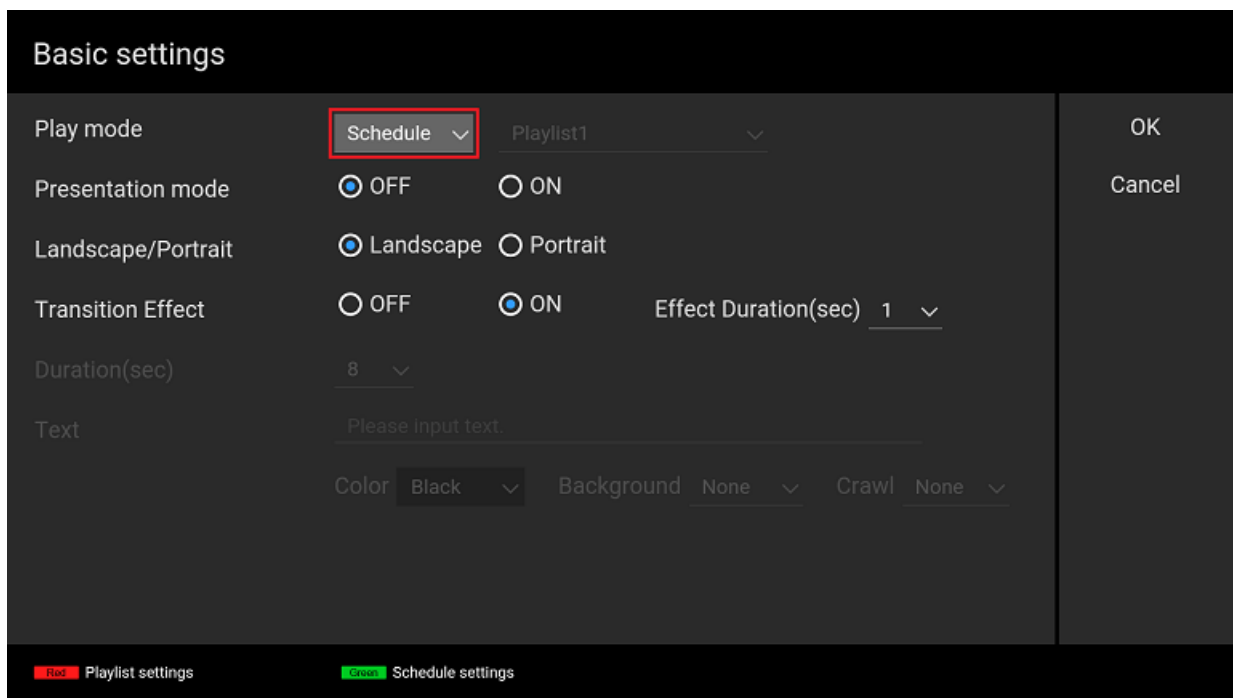 Basic settings
Play mode Schedule Playlist1
OK
Presentation mode OFF ON
Cancel
Landscape/Portrait Landscape Portrait
Transition Effect OFF ON Effect Duration(sec) 1
Duration(sec) 8
Text Please input text.
Color Black Background None Crawl None
Red Playlist settings Green Schedule settings